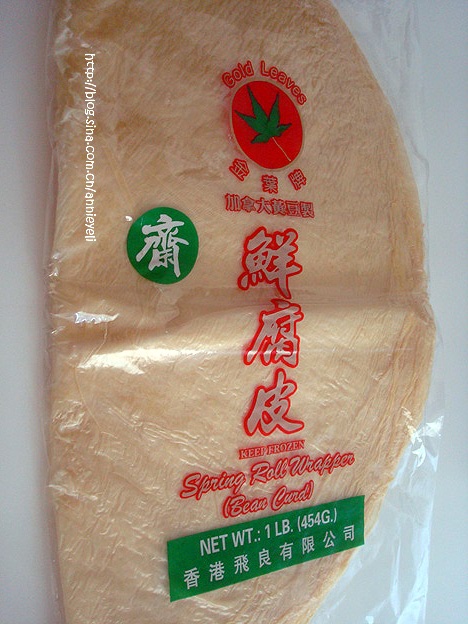 http://blog.sina.com.cn/annieyeli
Gold Leaves
金葉牌
加拿大黄豆製
齋
鮮腐皮
KEEP FROZEN
Spring Roll Wrapper
(Bean Curd)
NET WT.: 1 LB. (454G.)
香港飛良有限公司